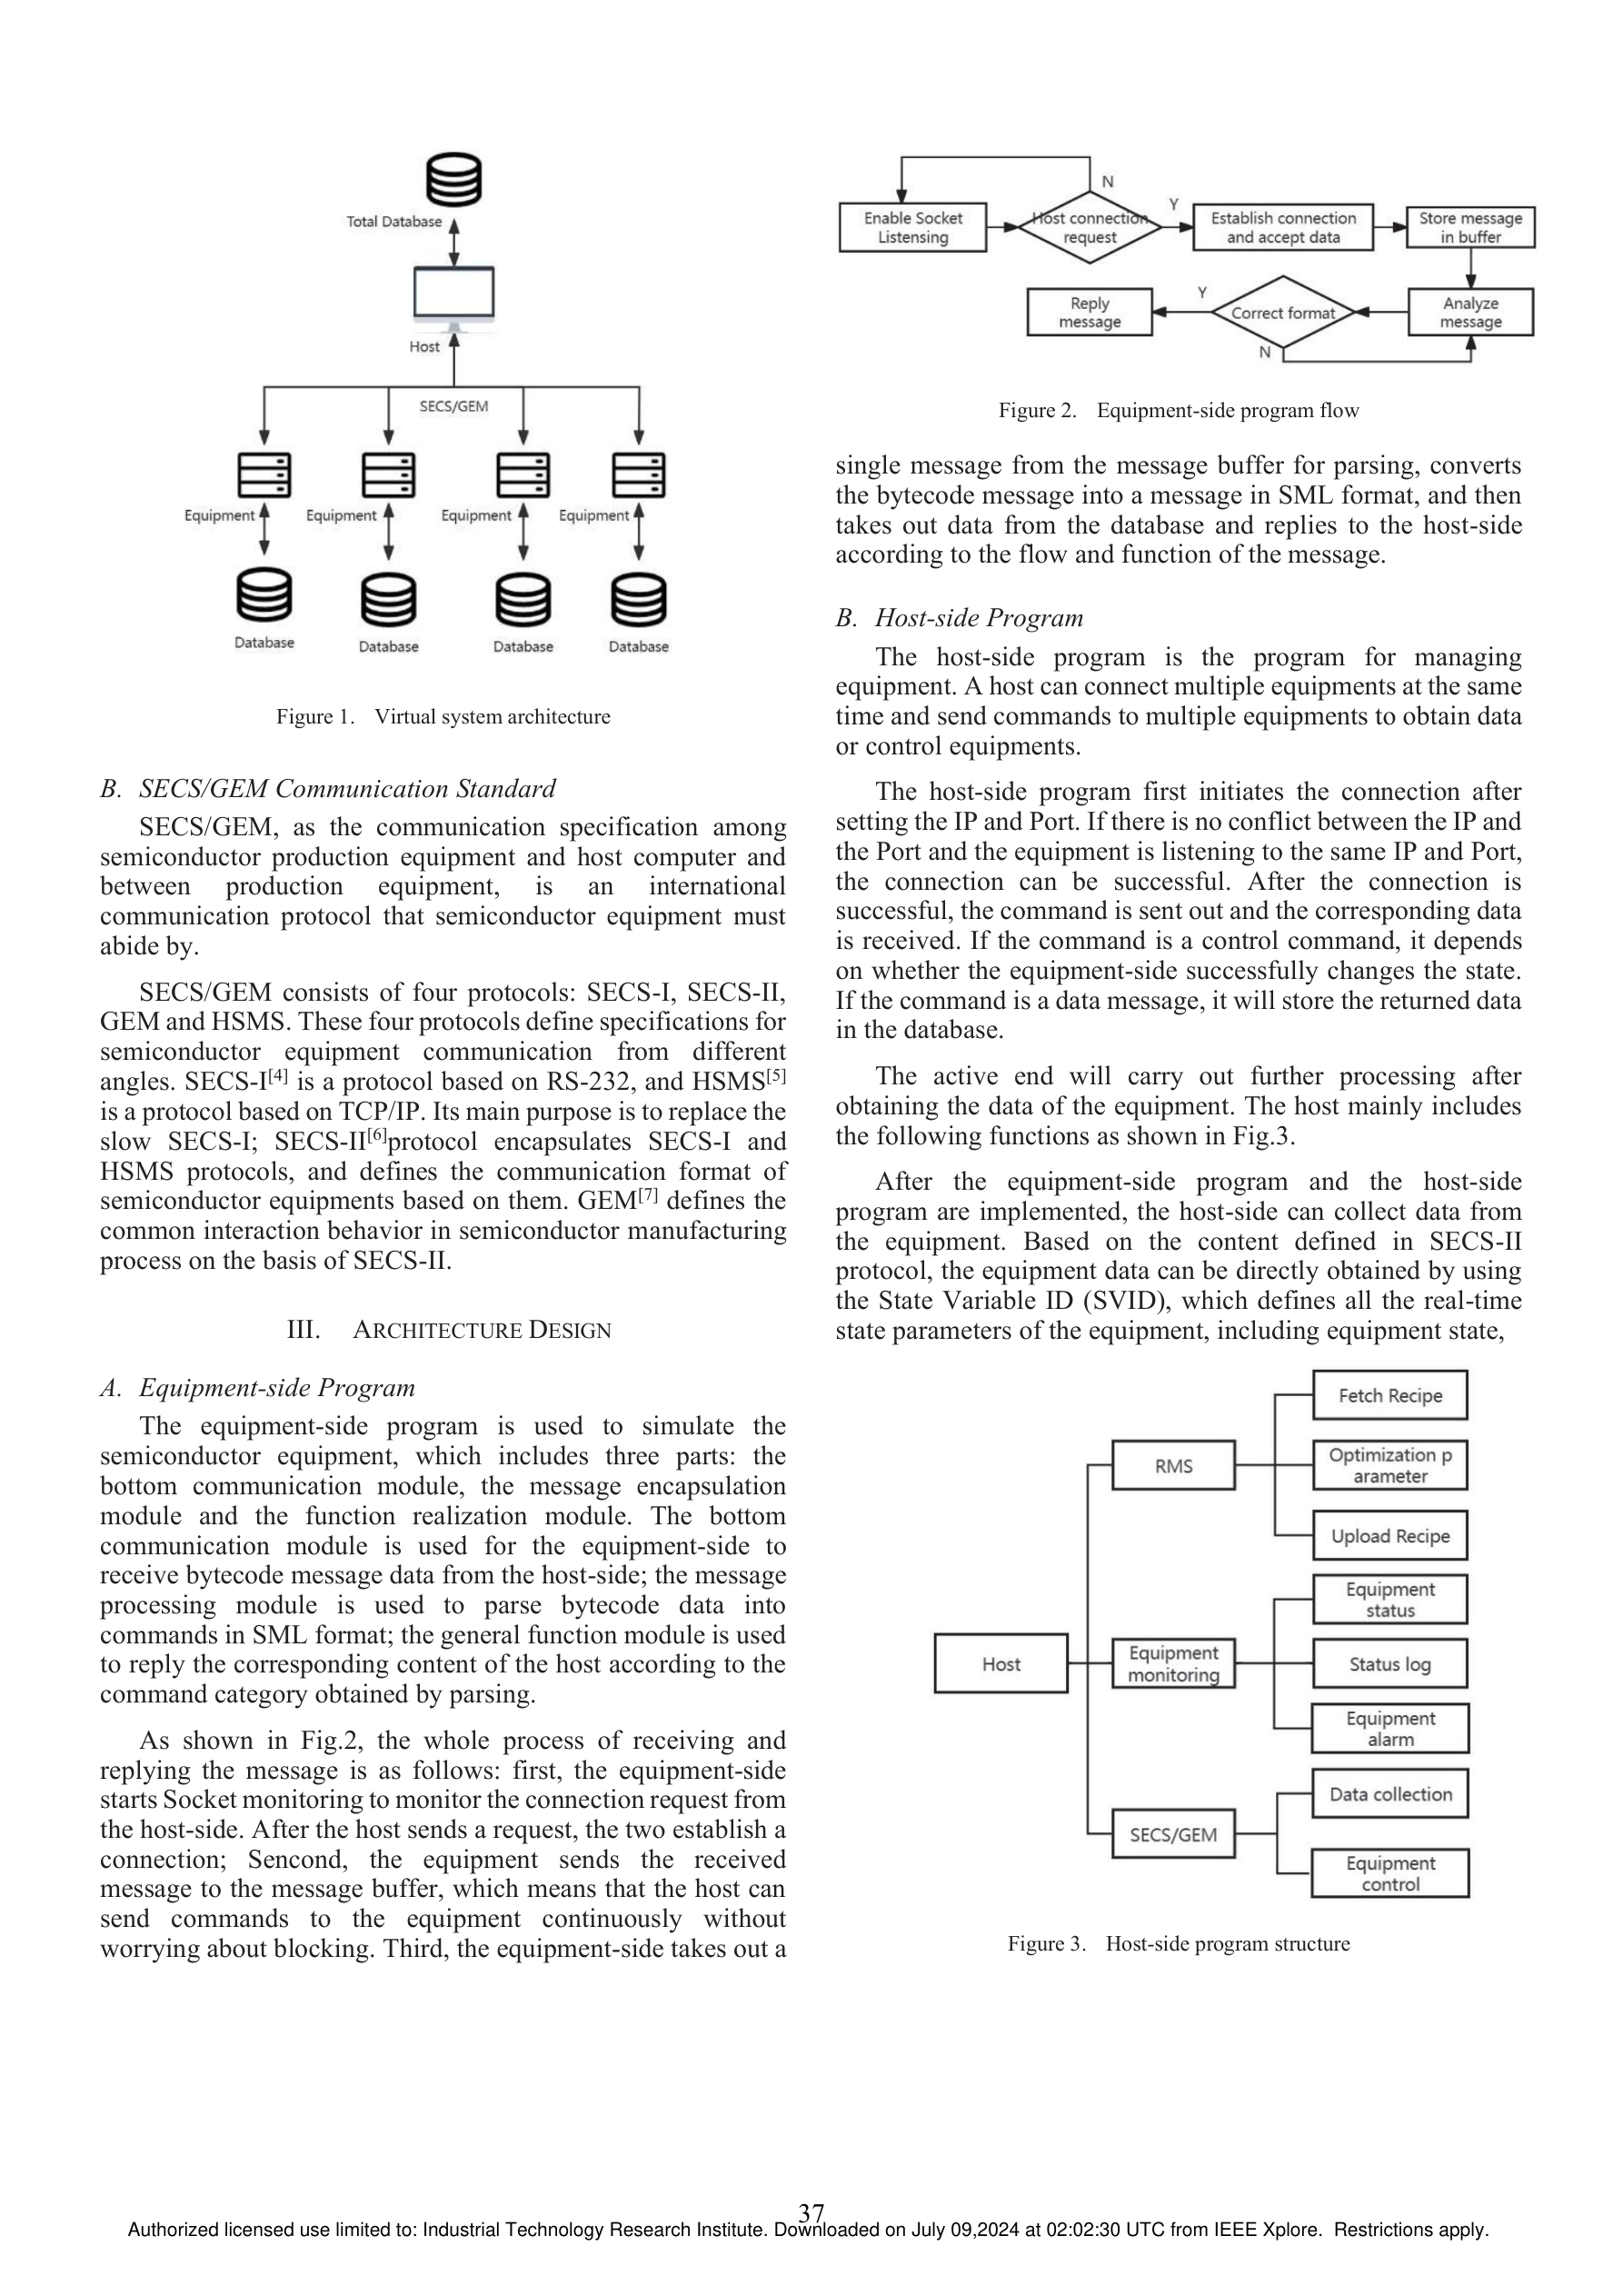 Total Database
Host
SECS/GEM
Equipment Equipment Equipment Equipment
Database Database Database Database
Figure 1. Virtual system architecture
B. SECS/GEM Communication Standard
SECS/GEM, as the communication specification among
semiconductor production equipment and host computer and
between production equipment, is an international
communication protocol that semiconductor equipment must
abide by.
SECS/GEM consists of four protocols: SECS-I, SECS-II,
GEM and HSMS. These four protocols define specifications for
semiconductor equipment communication from different
angles. SECS-I[4] is a protocol based on RS-232, and HSMS[5]
is a protocol based on TCP/IP. Its main purpose is to replace the
slow SECS-I; SECS-II[6]protocol encapsulates SECS-I and
HSMS protocols, and defines the communication format of
semiconductor equipments based on them. GEM[7] defines the
common interaction behavior in semiconductor manufacturing
process on the basis of SECS-II.
III. ARCHITECTURE DESIGN
A. Equipment-side Program
The equipment-side program is used to simulate the
semiconductor equipment, which includes three parts: the
bottom communication module, the message encapsulation
module and the function realization module. The bottom
communication module is used for the equipment-side to
receive bytecode message data from the host-side; the message
processing module is used to parse bytecode data into
commands in SML format; the general function module is used
to reply the corresponding content of the host according to the
command category obtained by parsing.
As shown in Fig.2, the whole process of receiving and
replying the message is as follows: first, the equipment-side
starts Socket monitoring to monitor the connection request from
the host-side. After the host sends a request, the two establish a
connection; Sencond, the equipment sends the received
message to the message buffer, which means that the host can
send commands to the equipment continuously without
worrying about blocking. Third, the equipment-side takes out a
Enable Socket
Listensing
Host connection
request
N
Y
Establish connection
and accept data
Store message
in buffer
Analyze
message
Correct format
Y
N
Reply
message
Figure 2. Equipment-side program flow
single message from the message buffer for parsing, converts
the bytecode message into a message in SML format, and then
takes out data from the database and replies to the host-side
according to the flow and function of the message.
B. Host-side Program
The host-side program is the program for managing
equipment. A host can connect multiple equipments at the same
time and send commands to multiple equipments to obtain data
or control equipments.
The host-side program first initiates the connection after
setting the IP and Port. If there is no conflict between the IP and
the Port and the equipment is listening to the same IP and Port,
the connection can be successful. After the connection is
successful, the command is sent out and the corresponding data
is received. If the command is a control command, it depends
on whether the equipment-side successfully changes the state.
If the command is a data message, it will store the returned data
in the database.
The active end will carry out further processing after
obtaining the data of the equipment. The host mainly includes
the following functions as shown in Fig.3.
After the equipment-side program and the host-side
program are implemented, the host-side can collect data from
the equipment. Based on the content defined in SECS-II
protocol, the equipment data can be directly obtained by using
the State Variable ID (SVID), which defines all the real-time
state parameters of the equipment, including equipment state,
Host
RMS
Fetch Recipe
Optimization p
arameter
Upload Recipe
Equipment
monitoring
Equipment
status
Status log
Equipment
alarm
SECS/GEM
Data collection
Equipment
control
Figure 3. Host-side program structure
37
Authorized licensed use limited to: Industrial Technology Research Institute. Downloaded on July 09,2024 at 02:02:30 UTC from IEEE Xplore. Restrictions apply.